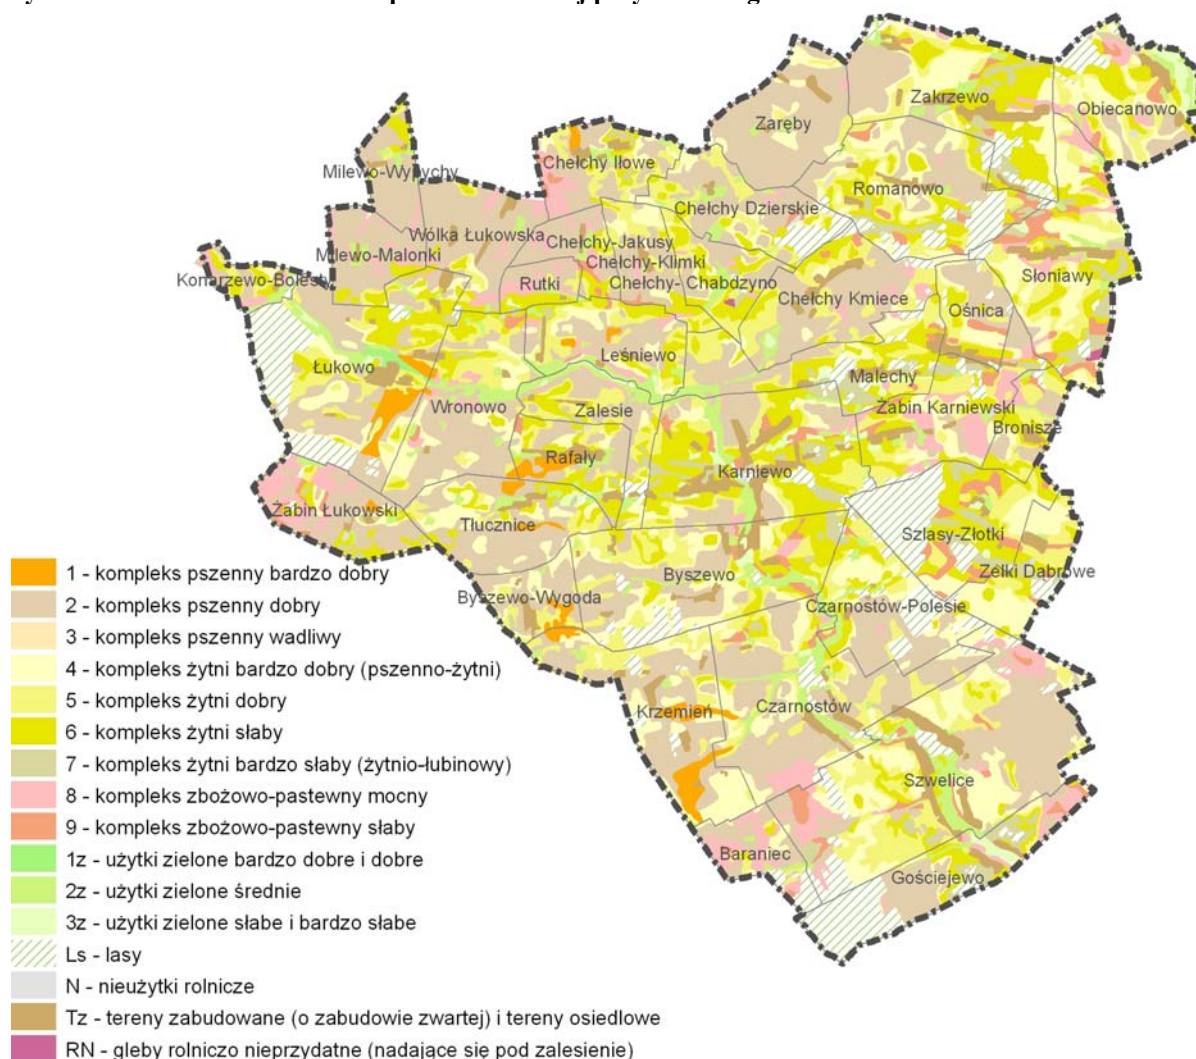 Zakrzewo
Obiecanowo
Zaręby
Chełchy Iłowe
Milewo-Wypychy
Romanowo
Chełchy Dzierskie
Wólka Łukowska
Chełchy-Jakusy
Milewo-Malonki
Chełchy-Klimki
Słoniawy
Konarzewo-Bolesty
Rutki
Chełchy- Chabdzyno
Chełchy Kmiece
Ośnica
Leśniewo
Łukowo
Malechy
Wronowo
Zalesie
Żabin Karniewski
Bronisze
Rafały
Karniewo
Żabin Łukowski
Tłucznice
Szlasy-Złotki
Byszewo
Zelki Dąbrowe
Byszewo-Wygoda
Czarnostów-Polesie
Krzemień
Czarnostów
Szwelice
Baraniec
Gościejewo
1 - kompleks pszenny bardzo dobry
2 - kompleks pszenny dobry
3 - kompleks pszenny wadliwy
4 - kompleks żytni bardzo dobry (pszenno-żytni)
5 - kompleks żytni dobry
6 - kompleks żytni słaby
7 - kompleks żytni bardzo słaby (żytnio-łubinowy)
8 - kompleks zbożowo-pastewny mocny
9 - kompleks zbożowo-pastewny słaby
1z - użytki zielone bardzo dobre i dobre
2z - użytki zielone średnie
3z - użytki zielone słabe i bardzo słabe
Ls - lasy
N - nieużytki rolnicze
Tz - tereny zabudowane (o zabudowie zwartej) i tereny osiedlowe
RN - gleby rolniczo nieprzydatne (nadające się pod zalesienie)